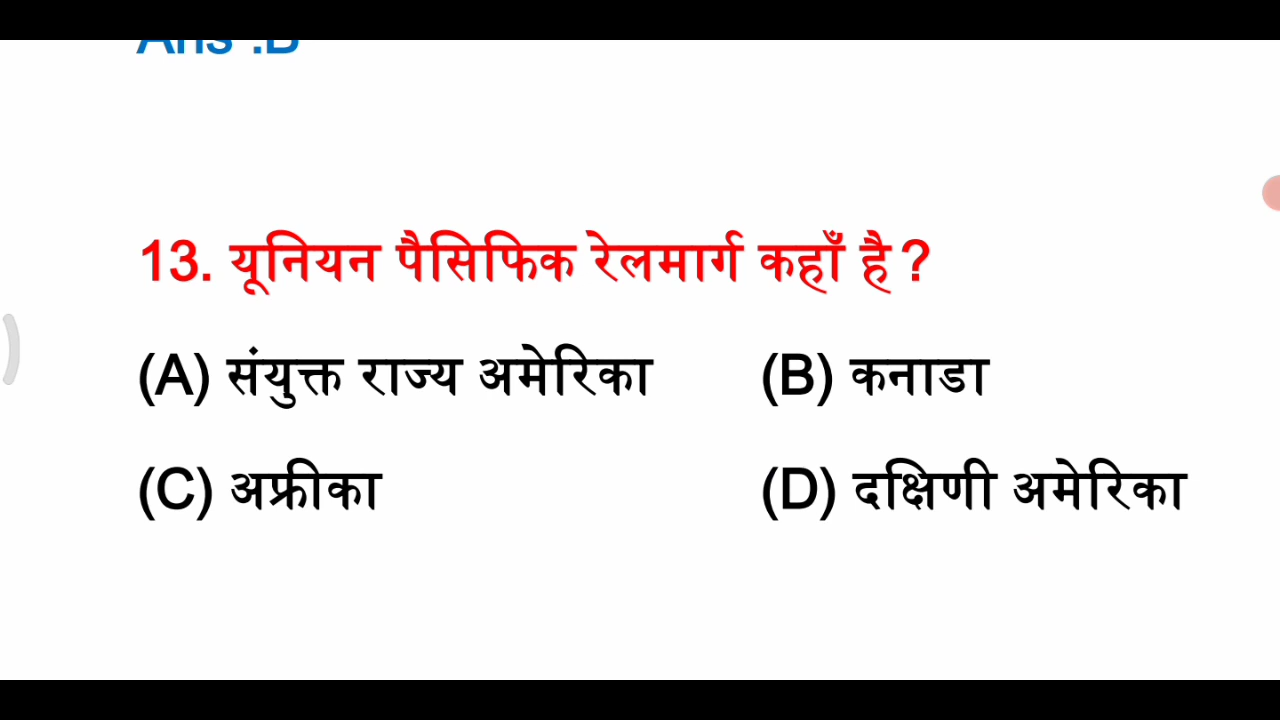 Ans :B
13. यूनियन पैसिफिक रेलमार्ग कहाँ है ?
(A) संयुक्त राज्य अमेरिका (B) कनाडा
(C) अफ्रीका (D) दक्षिणी अमेरिका